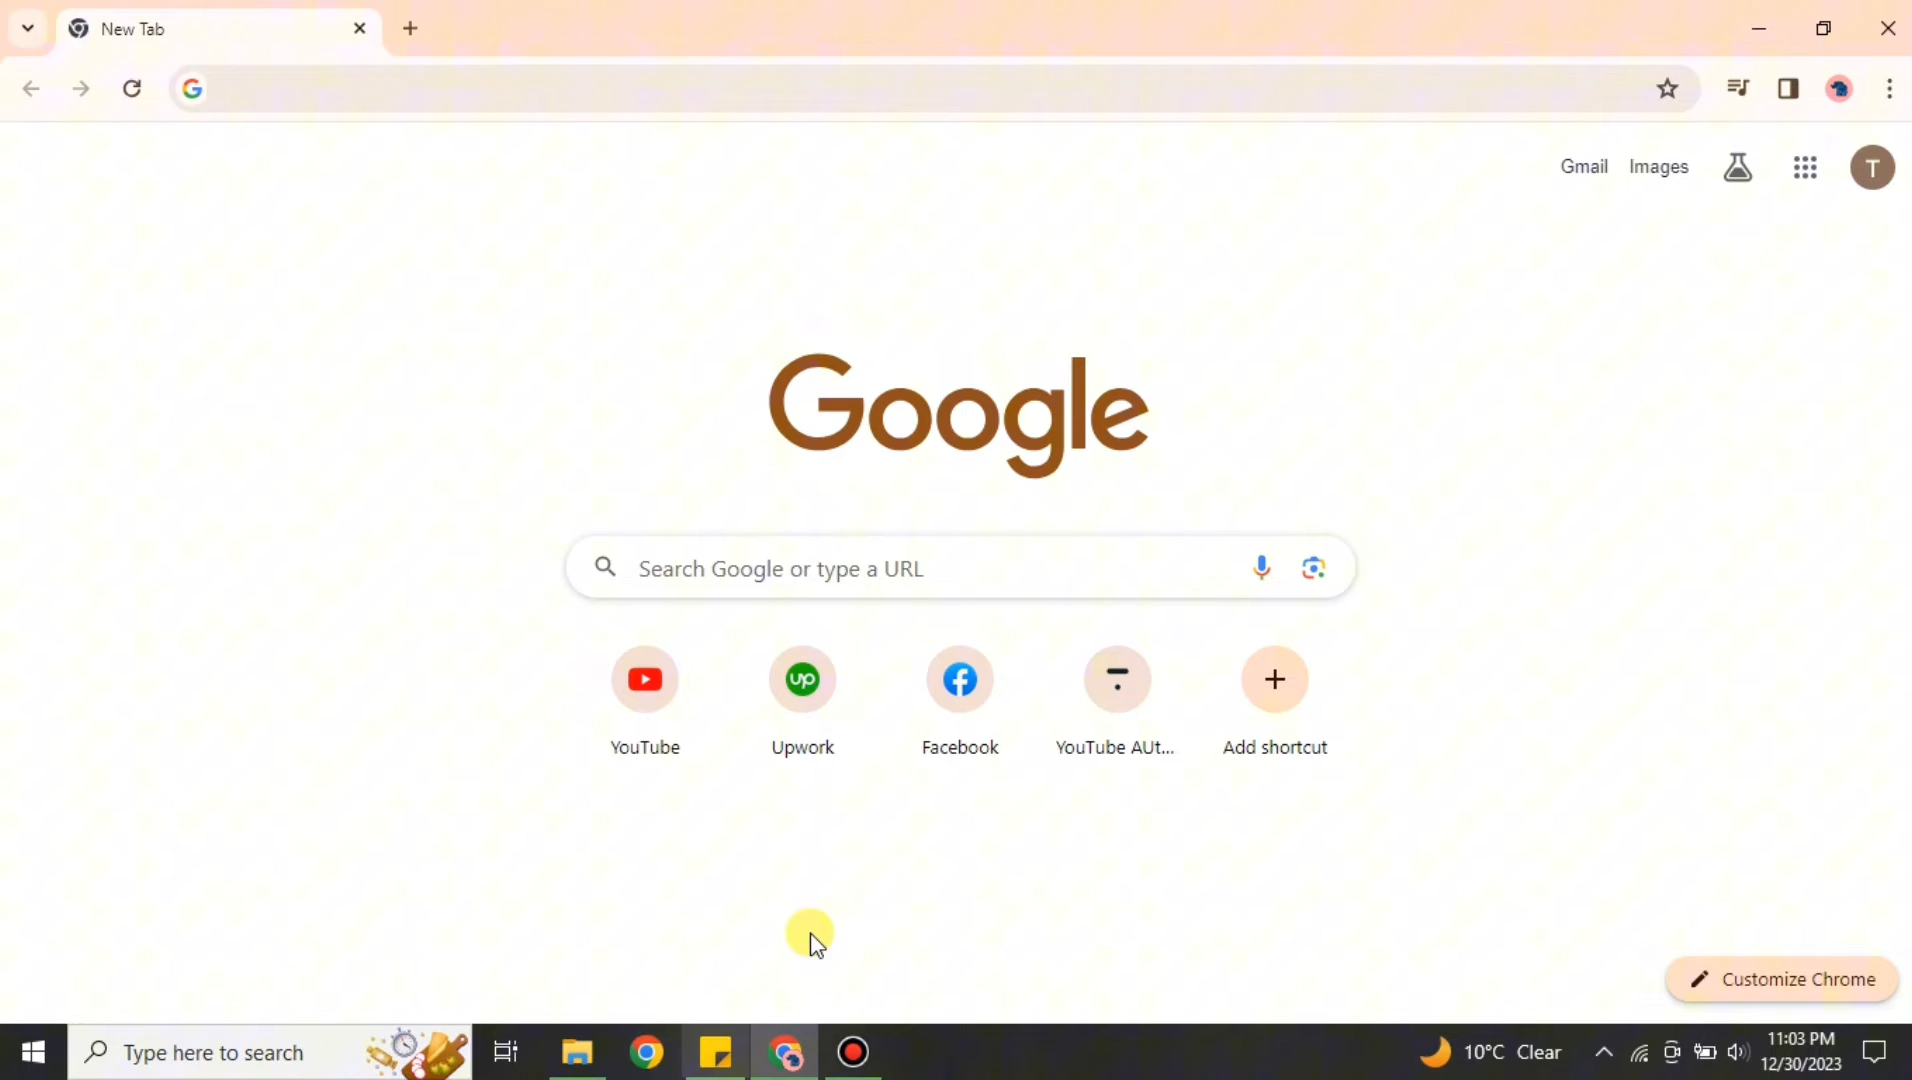 New Tab
Gmail
Images
T
Google
Search Google or type a URL
up
YouTube
Upwork
Facebook
YouTube AUt...
Add shortcut
Customize Chrome
Type here to search
10°C Clear
11:03 PM
12/30/2023